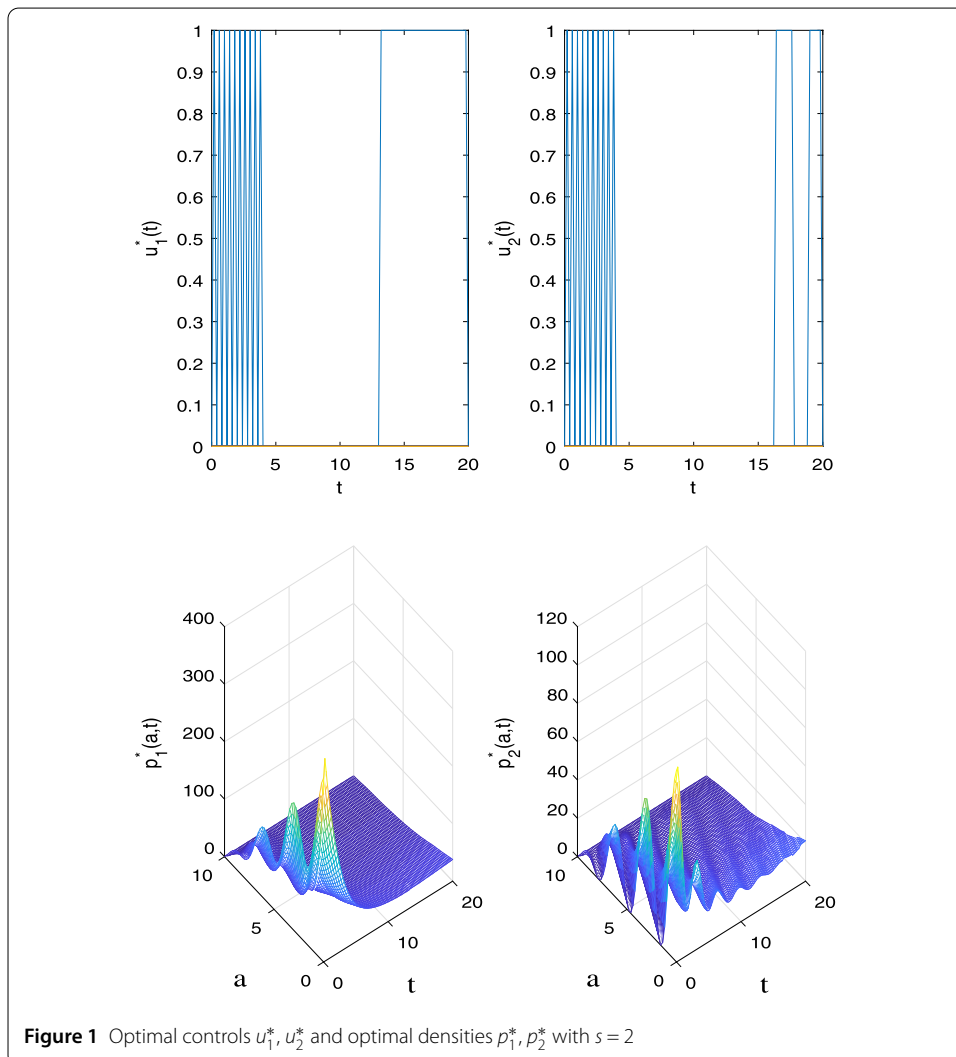 1
0.9
0.8
0.7
0.6
0.5
0.4
0.3
0.2
0.1
0
u*1(t)
0 5 10 15 20
t
1
0.9
0.8
0.7
0.6
0.5
0.4
0.3
0.2
0.1
0
u*2(t)
0 5 10 15 20
t
400
300
200
100
0
p*1(a,t)
10 5 0
a
0 10 20
t
120
100
80
60
40
20
0
p*2(a,t)
10 5 0
a
0 10 20
t
Figure 1 Optimal controls u*1, u*2 and optimal densities p*1, p*2 with s = 2